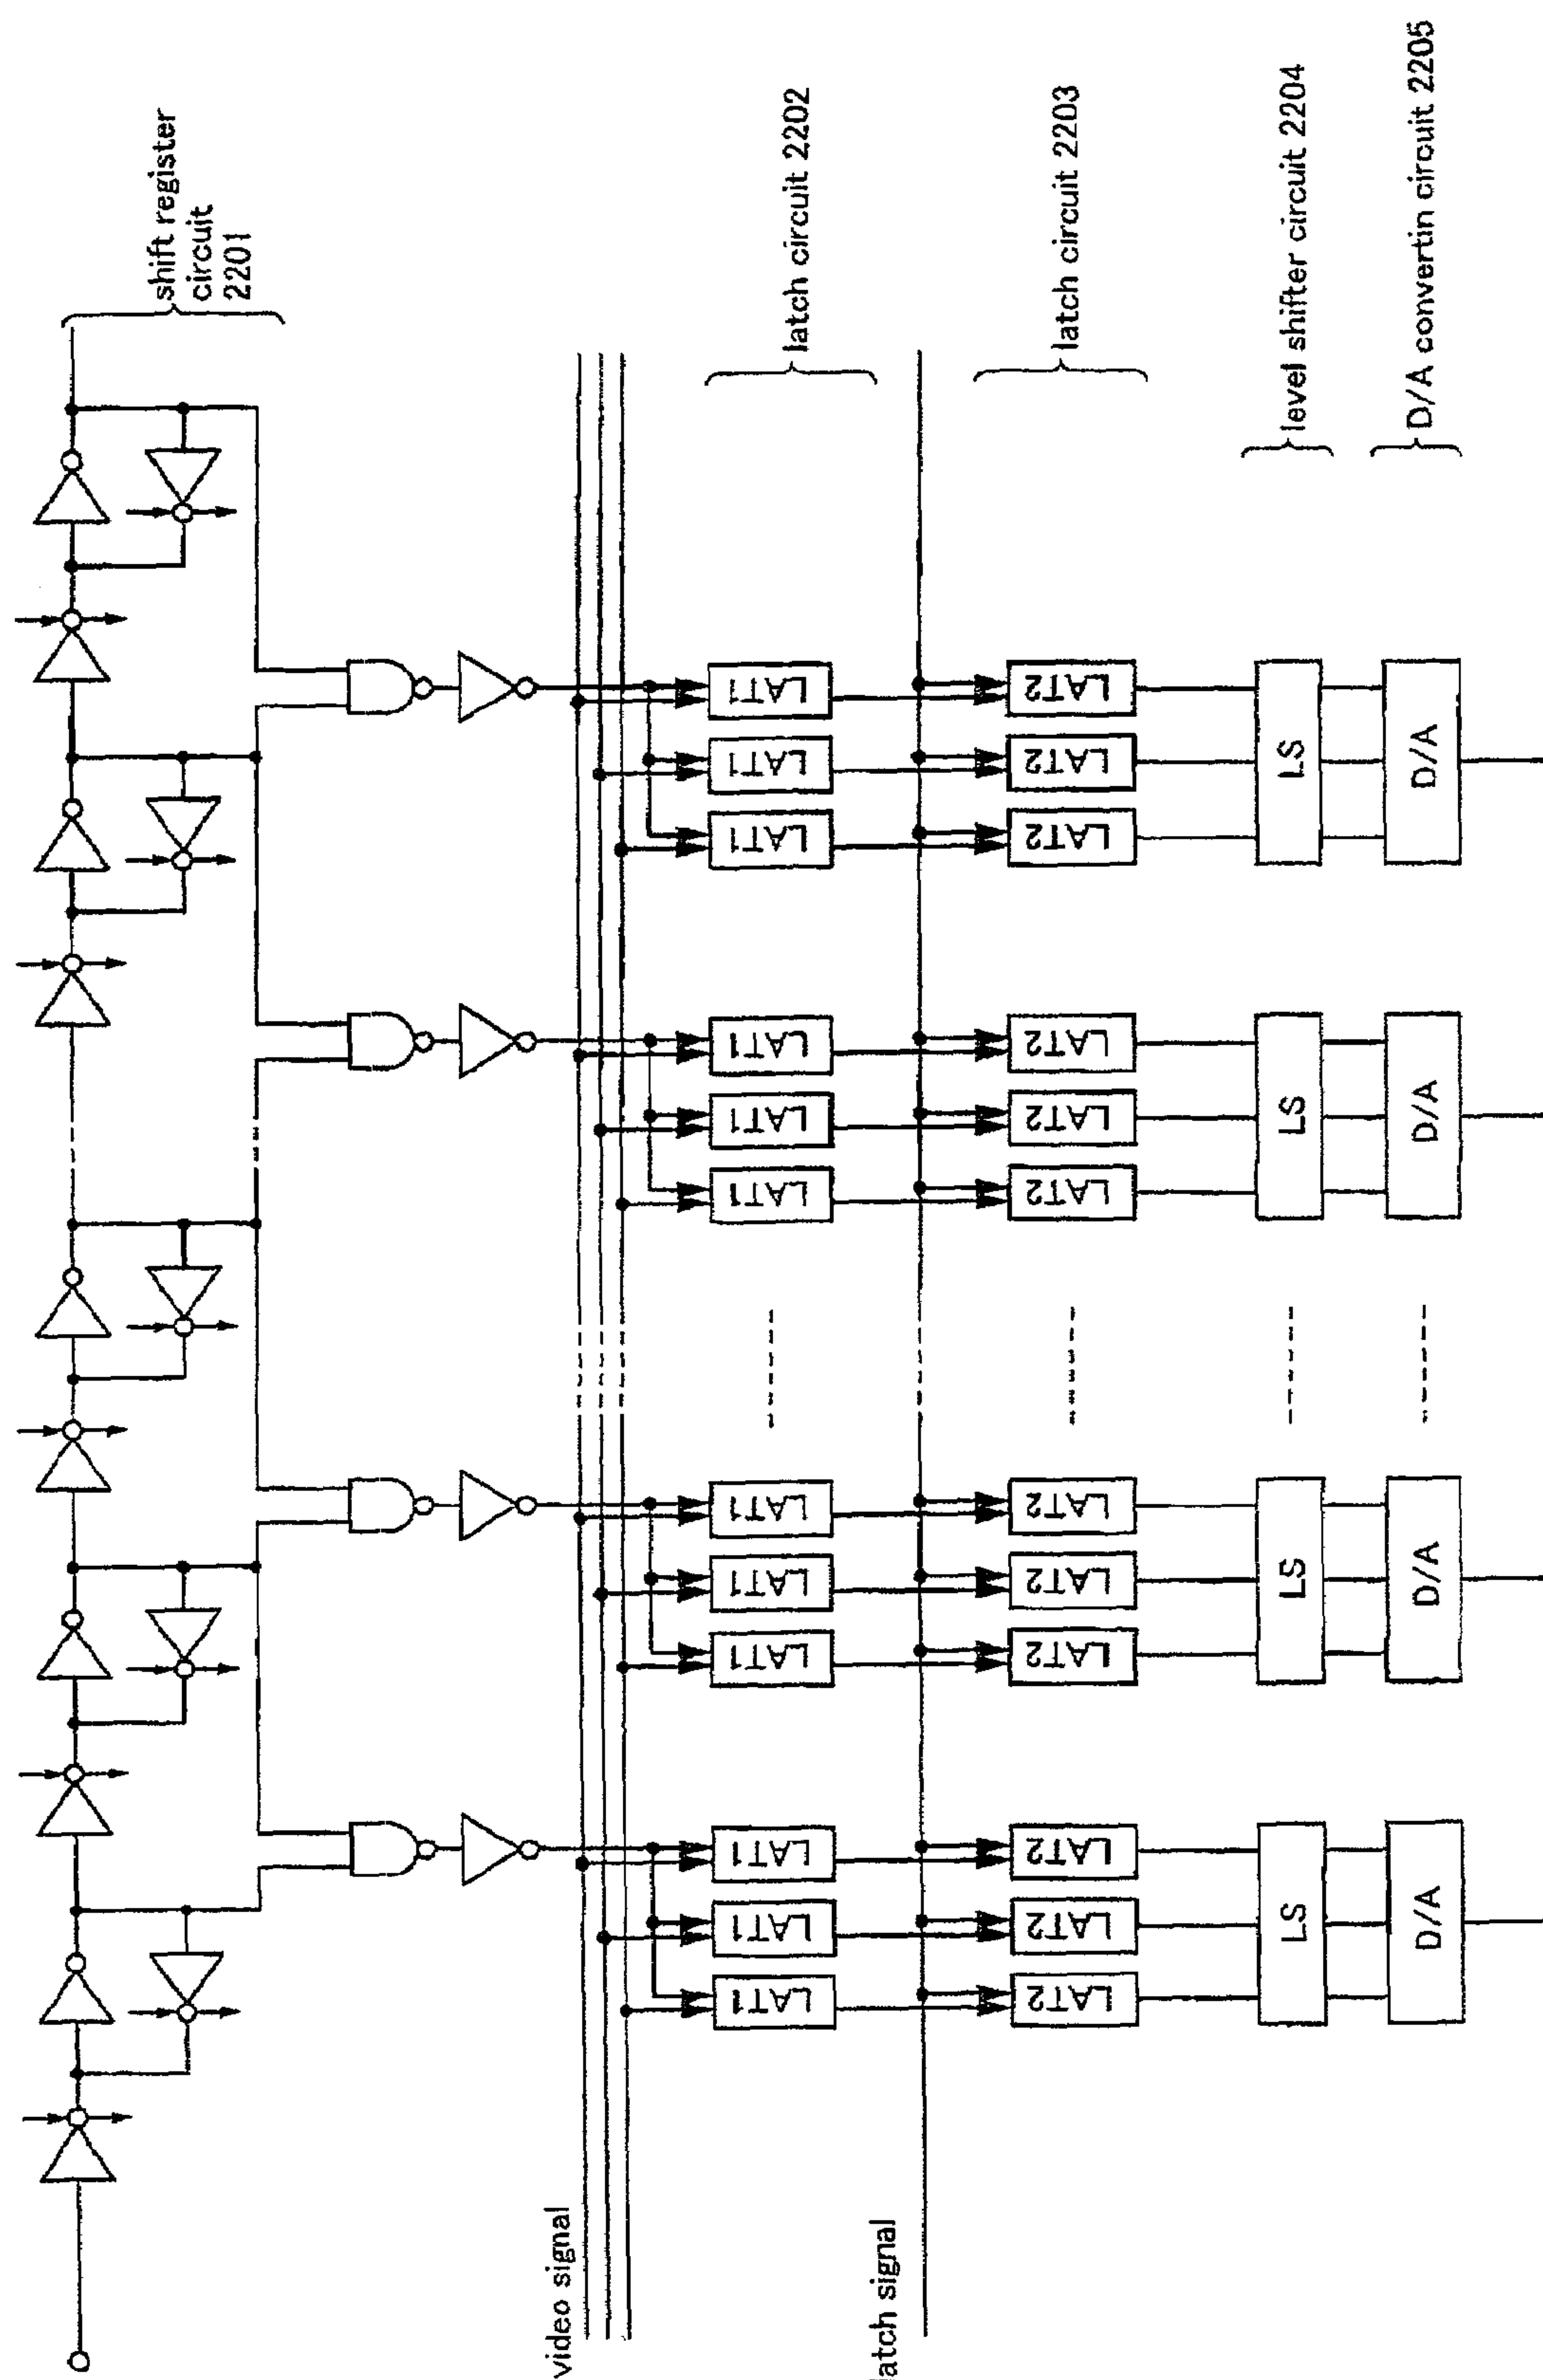 shift register
circuit
2201
video signal
latch circuit 2202
LAT1 LAT1 LAT1 LAT1 LAT1 LAT1 LAT1 LAT1 LAT1 LAT1 LAT1 LAT1
latch signal
latch circuit 2203
LAT2 LAT2 LAT2 LAT2 LAT2 LAT2 LAT2 LAT2 LAT2 LAT2 LAT2 LAT2
level shifter circuit 2204
LS LS LS LS
D/A convertin circuit 2205
D/A D/A D/A D/A